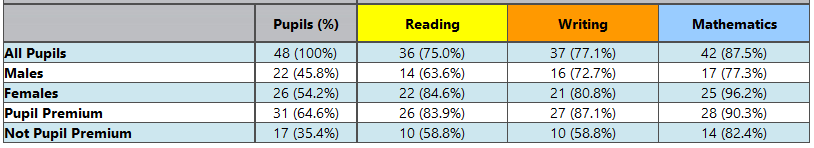 Pupils (%) Reading Writing Mathematics
All Pupils 48 (100%) 36 (75.0%) 37 (77.1%) 42 (87.5%)
Males 22 (45.8%) 14 (63.6%) 16 (72.7%) 17 (77.3%)
Females 26 (54.2%) 22 (84.6%) 21 (80.8%) 25 (96.2%)
Pupil Premium 31 (64.6%) 26 (83.9%) 27 (87.1%) 28 (90.3%)
Not Pupil Premium 17 (35.4%) 10 (58.8%) 10 (58.8%) 14 (82.4%)